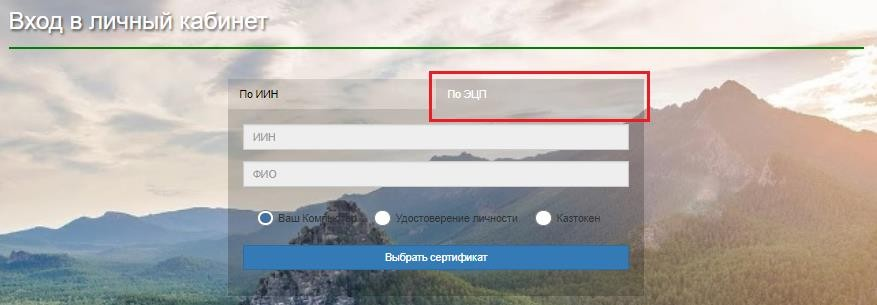 Вход в личный кабинет
По ИИН
По ЭЦП
ИИН
ФИО
Ваш Компьютер Удостоверение личности Казтокен
Выбрать сертификат